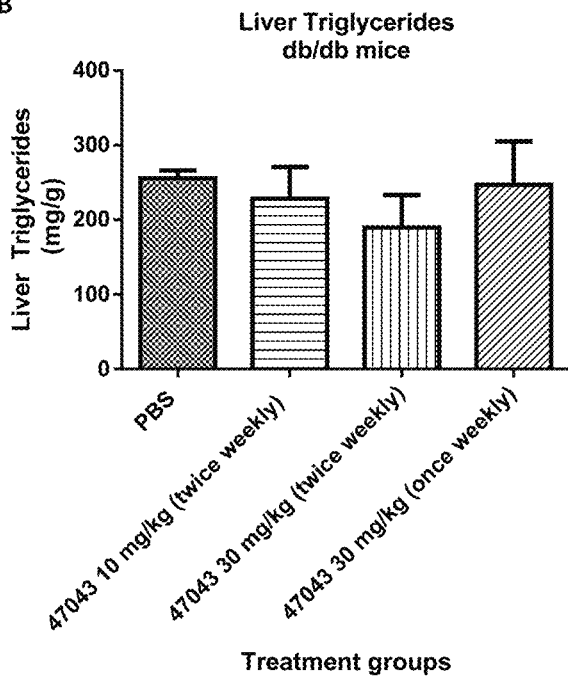 B
Liver Triglycerides
db/db mice
Liver Triglycerides
(mg/g)
400
300
200
100
0
PBS
47043 10 mg/kg (twice weekly)
47043 30 mg/kg (twice weekly)
47043 30 mg/kg (once weekly)
Treatment groups